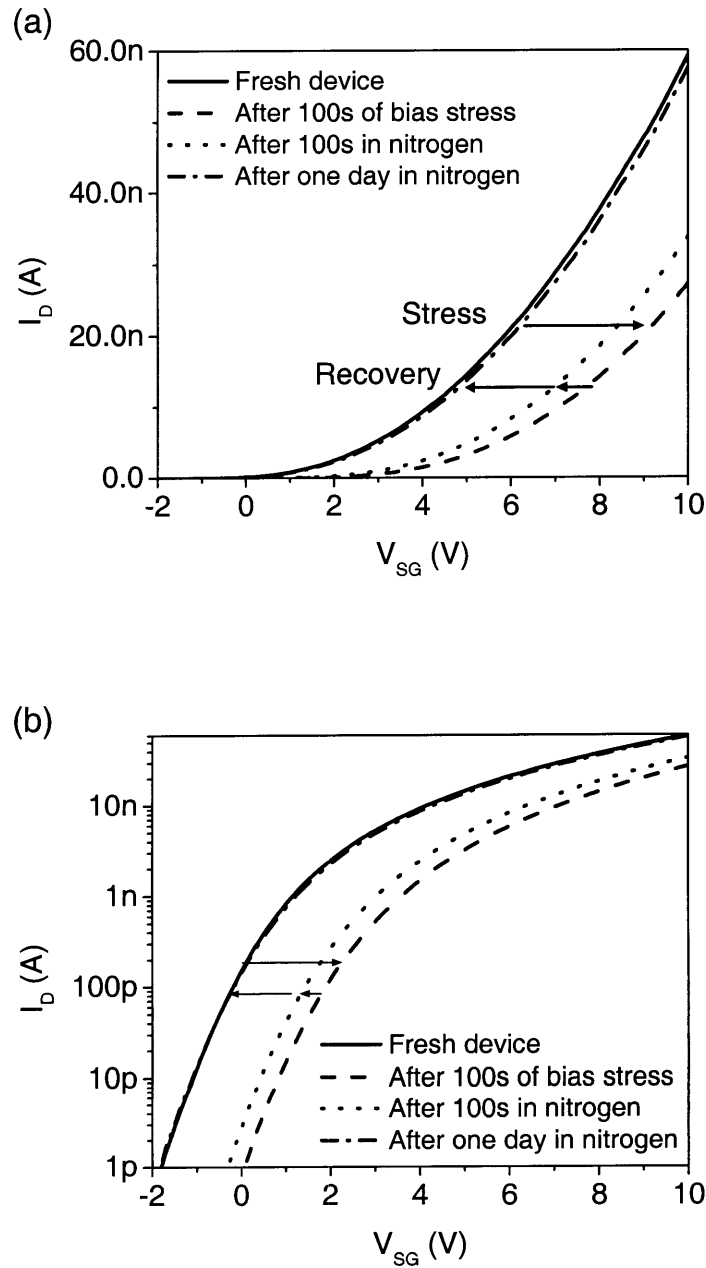 (a)
60.0n
40.0n
20.0n
0.0
I_D (A)
Fresh device
After 100s of bias stress
After 100s in nitrogen
After one day in nitrogen
Stress
Recovery
-2 0 2 4 6 8 10
V_SG (V)
(b)
10n
1n
100p
10p
1p
I_D (A)
Fresh device
After 100s of bias stress
After 100s in nitrogen
After one day in nitrogen
-2 0 2 4 6 8 10
V_SG (V)